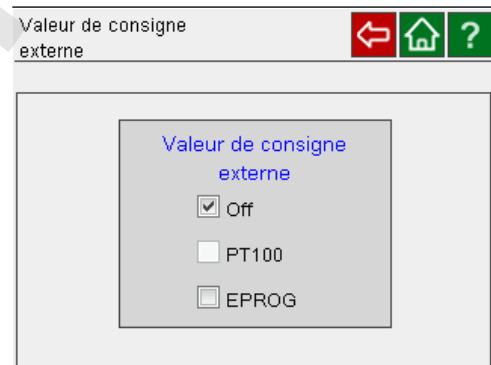 Valeur de consigne
externe
?
Valeur de consigne
externe
Off
PT100
EPROG